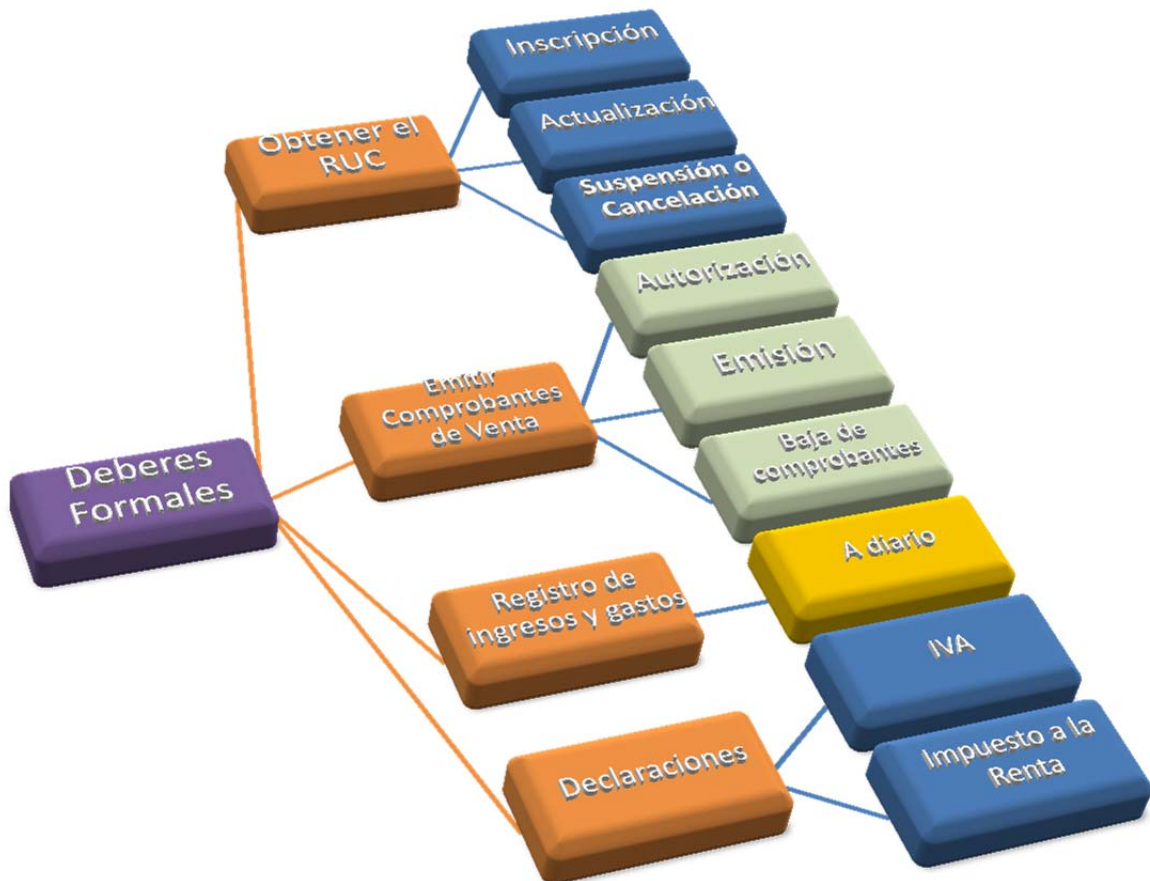 Deberes
Formales
Obtener el
RUC
Inscripción
Actualización
Suspensión o
Cancelación
Emitir
Comprobantes
de Venta
Autorización
Emisión
Baja de
comprobantes
Registro de
ingresos y gastos
A diario
Declaraciones
IVA
Impuesto a la
Renta